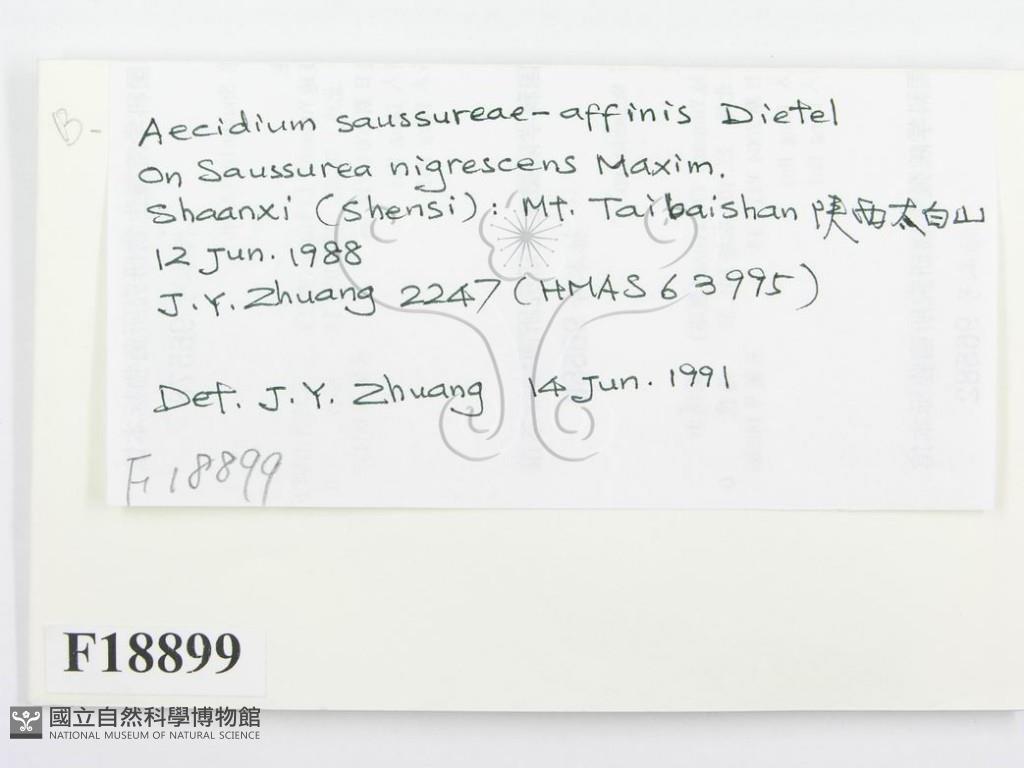 B-
Aecidium saussureae-affinis Dietel
On Saussurea nigrescens Maxim.
Shaanxi (Shensi): Mt. Taibaishan 陕西太白山
12 Jun. 1988
J.Y. Zhuang 2247 (HMAS 63995)
Det. J.Y. Zhuang 14 Jun. 1991
F18899
F18899
國立自然科學博物館
NATIONAL MUSEUM OF NATURAL SCIENCE